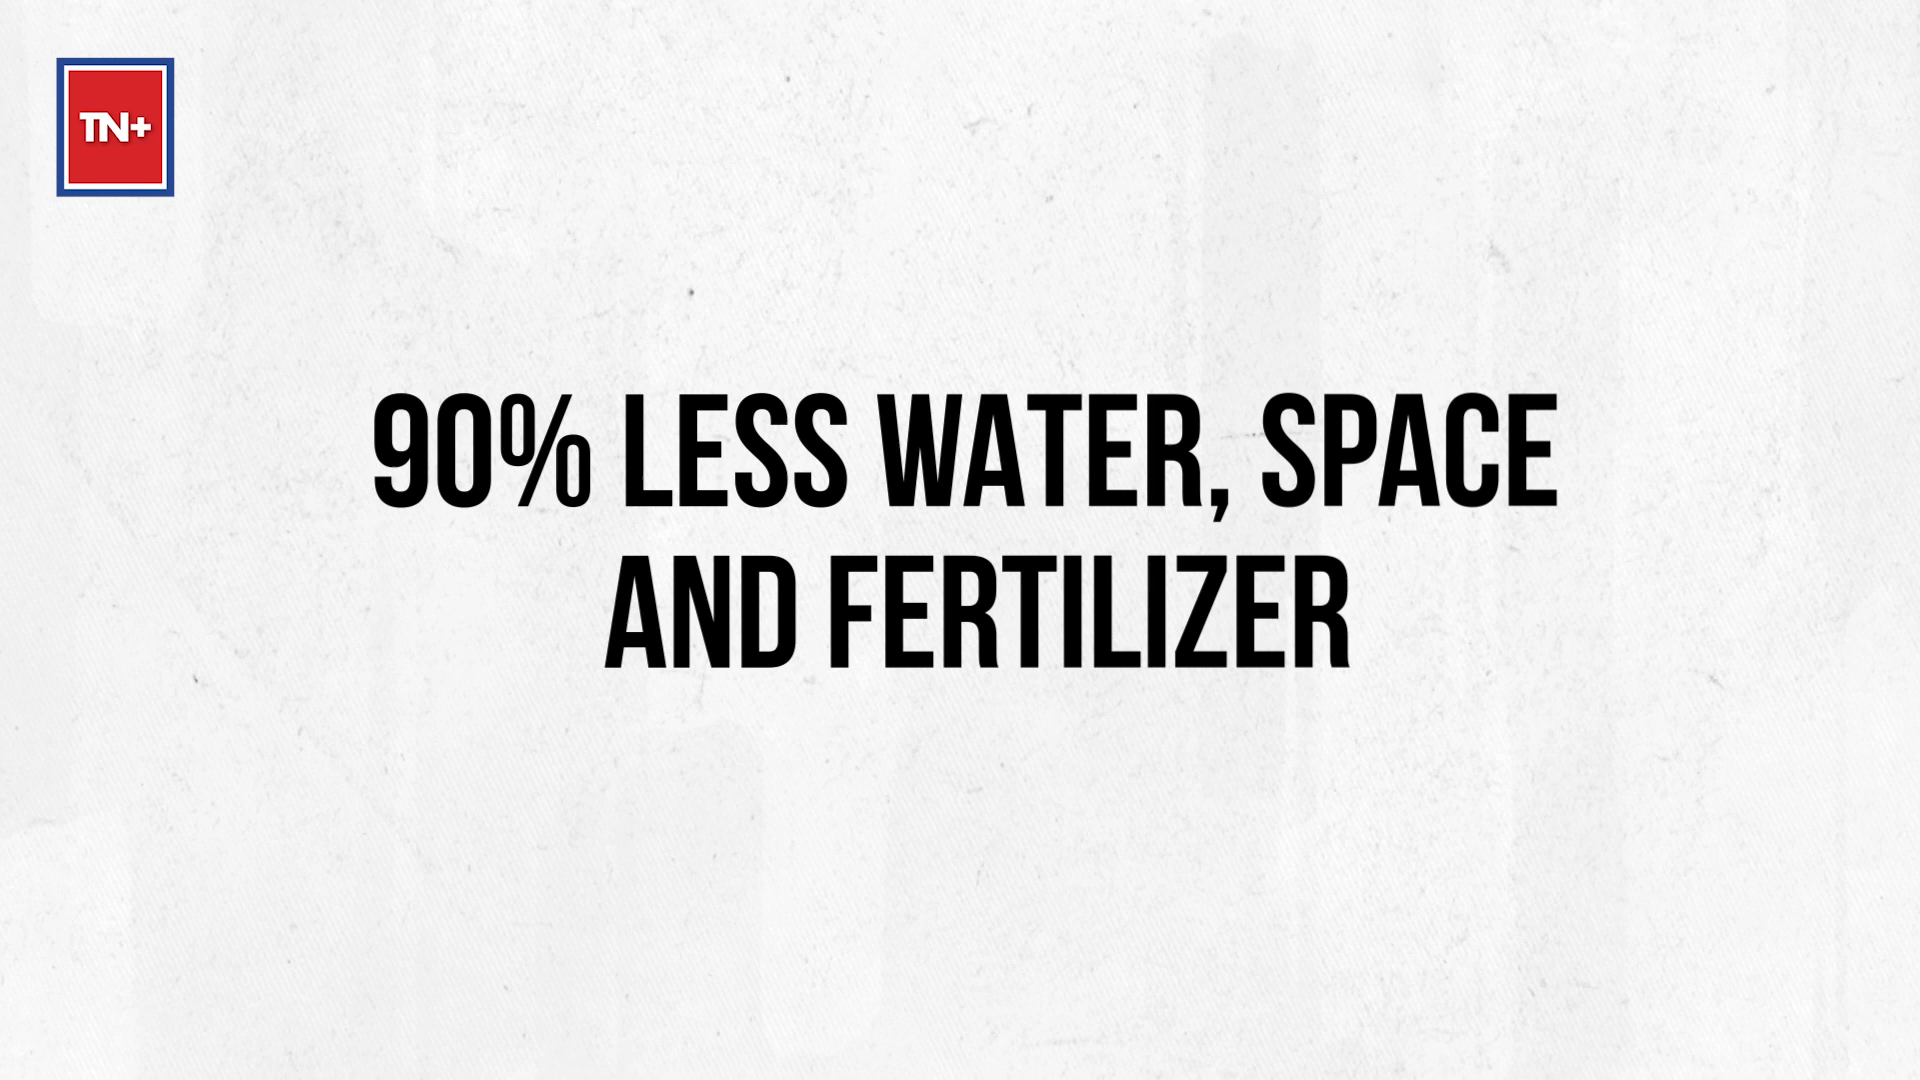 TN+
90% LESS WATER, SPACE
AND FERTILIZER